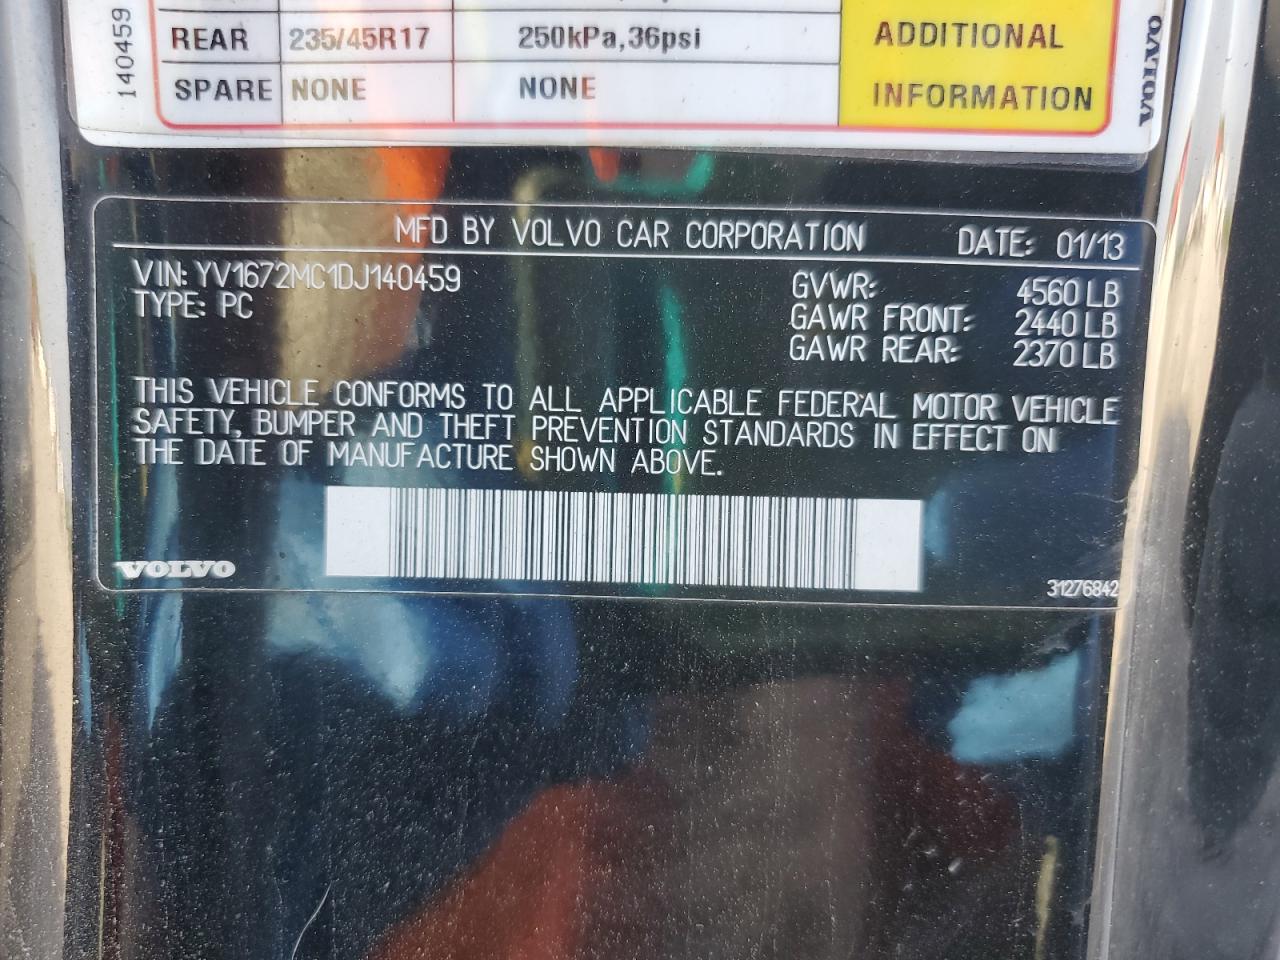 140459
REAR 235/45R17 250kPa,36psi
SPARE NONE NONE
ADDITIONAL
INFORMATION
VOLVO
MFD BY VOLVO CAR CORPORATION DATE: 01/13
VIN: YV1672MC1DJ140459
TYPE: PC
GVWR: 4560 LB
GAWR FRONT: 2440 LB
GAWR REAR: 2370 LB
THIS VEHICLE CONFORMS TO ALL APPLICABLE FEDERAL MOTOR VEHICLE
SAFETY, BUMPER AND THEFT PREVENTION STANDARDS IN EFFECT ON
THE DATE OF MANUFACTURE SHOWN ABOVE.
VOLVO
31276842